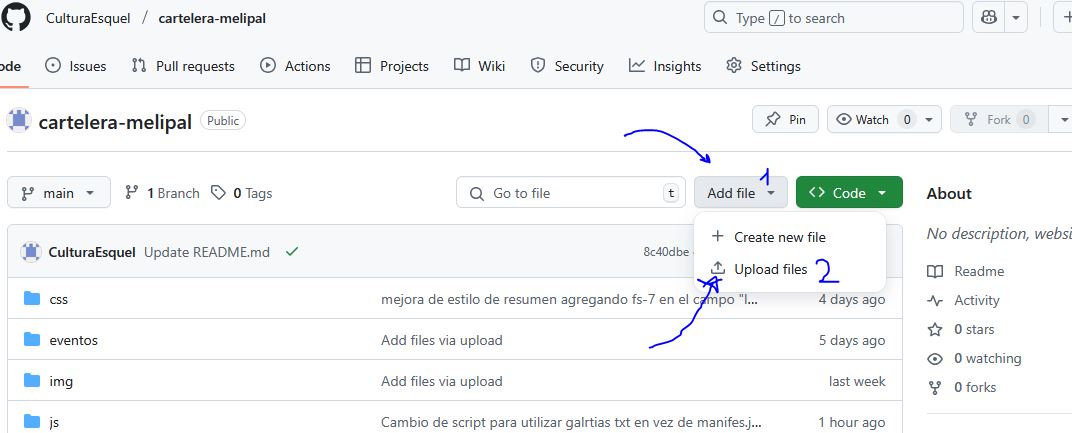 CulturaEsquel / cartelera-melipal
Type / to search
ode Issues Pull requests Actions Projects Wiki Security Insights Settings
cartelera-melipal Public
Pin Watch 0 Fork 0
main 1 Branch 0 Tags
Go to file t
Add file 1
Code
About
Create new file
Upload files 2
No description, websi
CulturaEsquel Update README.md 8c40dbe
css mejora de estilo de resumen agregando fs-7 en el campo "l... 4 days ago
eventos Add files via upload 5 days ago
img Add files via upload last week
js Cambio de script para utilizar galrtias txt en vez de manifes.j... 1 hour ago
Readme
Activity
0 stars
0 watching
0 forks